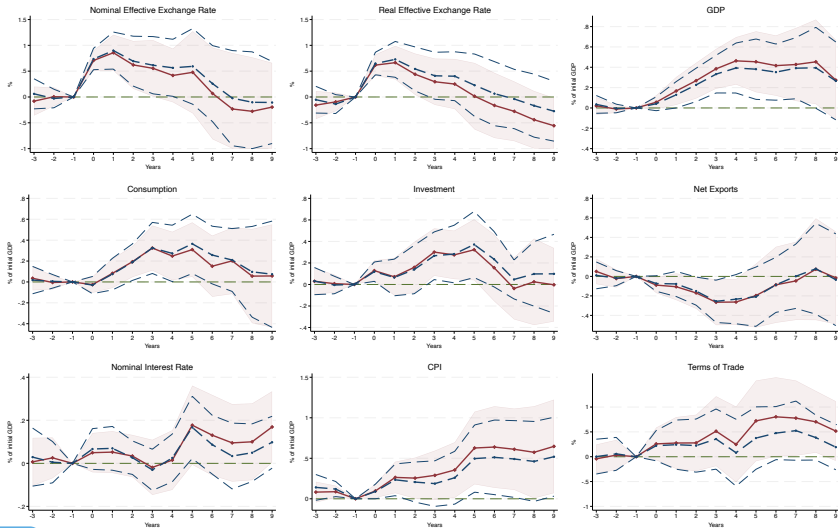 Nominal Effective Exchange Rate
1.5
1
.5
0
-.5
-1
%
-3 -2 -1 0 1 2 3 4 5 6 7 8 9
Years
Real Effective Exchange Rate
1.5
1
.5
0
-.5
-1
%
-3 -2 -1 0 1 2 3 4 5 6 7 8 9
Years
GDP
.8
.6
.4
.2
0
-.2
-.4
% of initial GDP
-3 -2 -1 0 1 2 3 4 5 6 7 8 9
Years
Consumption
.8
.6
.4
.2
0
-.2
-.4
% of initial GDP
-3 -2 -1 0 1 2 3 4 5 6 7 8 9
Years
Investment
.8
.6
.4
.2
0
-.2
-.4
% of initial GDP
-3 -2 -1 0 1 2 3 4 5 6 7 8 9
Years
Net Exports
.8
.6
.4
.2
0
-.2
-.4
% of initial GDP
-3 -2 -1 0 1 2 3 4 5 6 7 8 9
Years
Nominal Interest Rate
.4
.2
0
-.2
% of initial GDP
-3 -2 -1 0 1 2 3 4 5 6 7 8 9
Years
CPI
1.5
1
.5
0
% of initial GDP
-3 -2 -1 0 1 2 3 4 5 6 7 8 9
Years
Terms of Trade
1
.5
0
-.5
-1
%
-3 -2 -1 0 1 2 3 4 5 6 7 8 9
Years